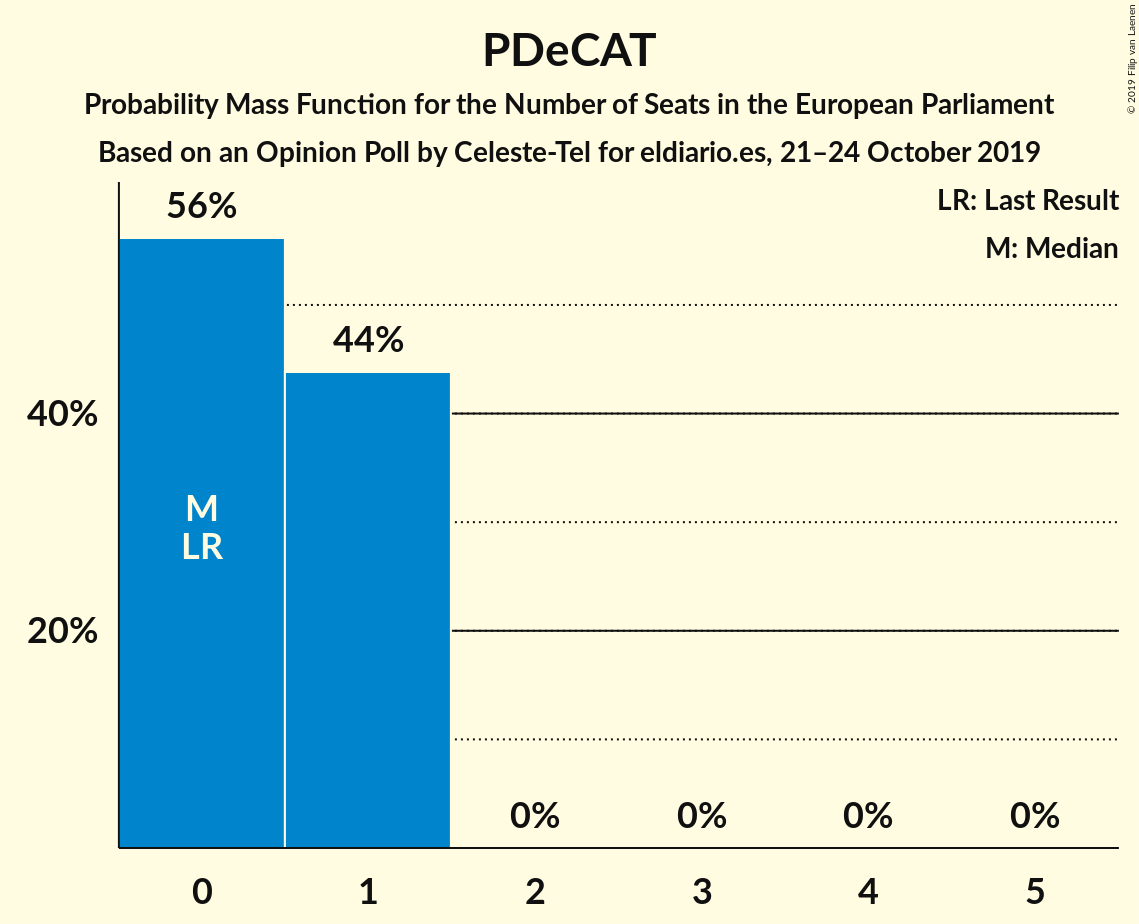 PDeCAT
Probability Mass Function for the Number of Seats in the European Parliament
Based on an Opinion Poll by Celeste-Tel for eldiario.es, 21–24 October 2019
© 2019 Filip van Laenen
LR: Last Result
M: Median
56%
44%
40%
20%
M
LR
0%
0%
0%
0%
0
1
2
3
4
5